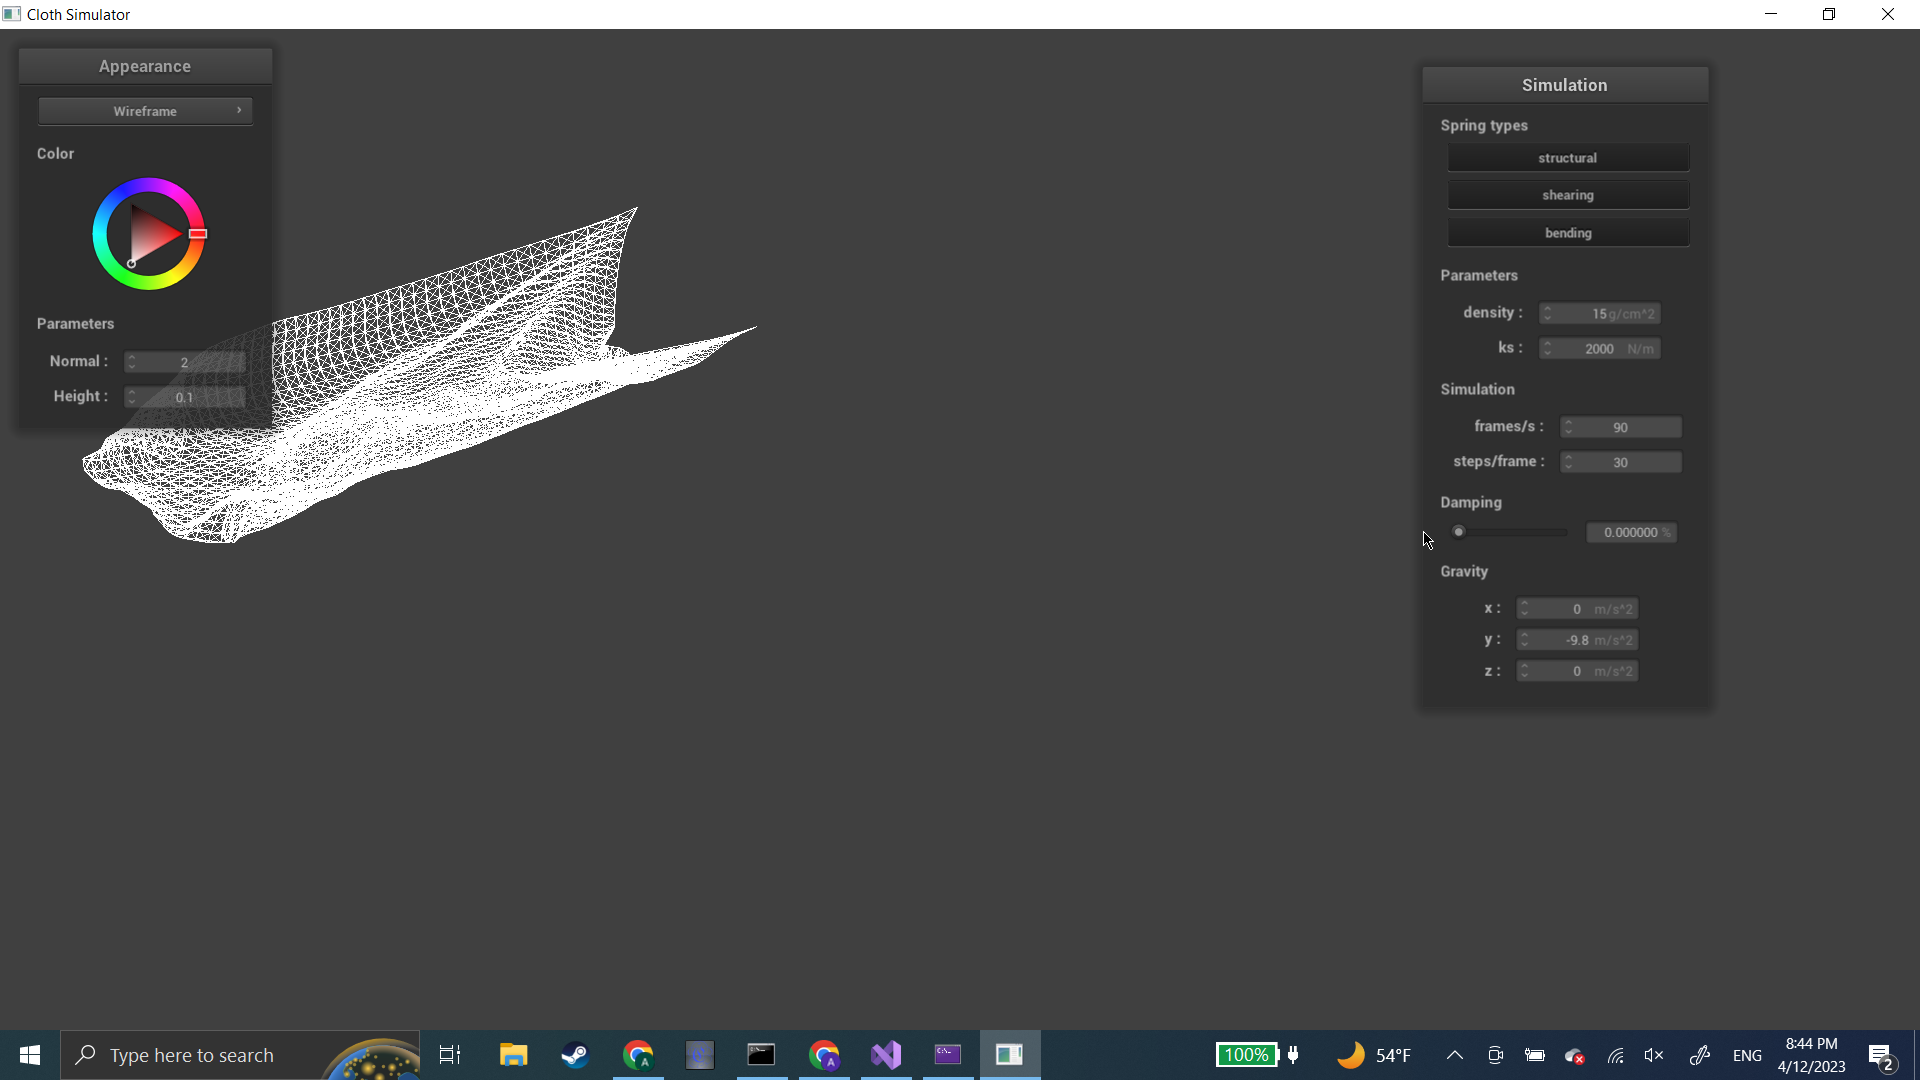 Cloth Simulator
Appearance
Wireframe
Color
Parameters
Normal : 2
Height : 0.1
Simulation
Spring types
structural
shearing
bending
Parameters
density : 15 g/cm^2
ks : 2000 N/m
Simulation
frames/s : 90
steps/frame : 30
Damping
0.000000 %
Gravity
x : 0 m/s^2
y : -9.8 m/s^2
z : 0 m/s^2
Type here to search
A
A
100%
54°F
ENG
8:44 PM
4/12/2023
2